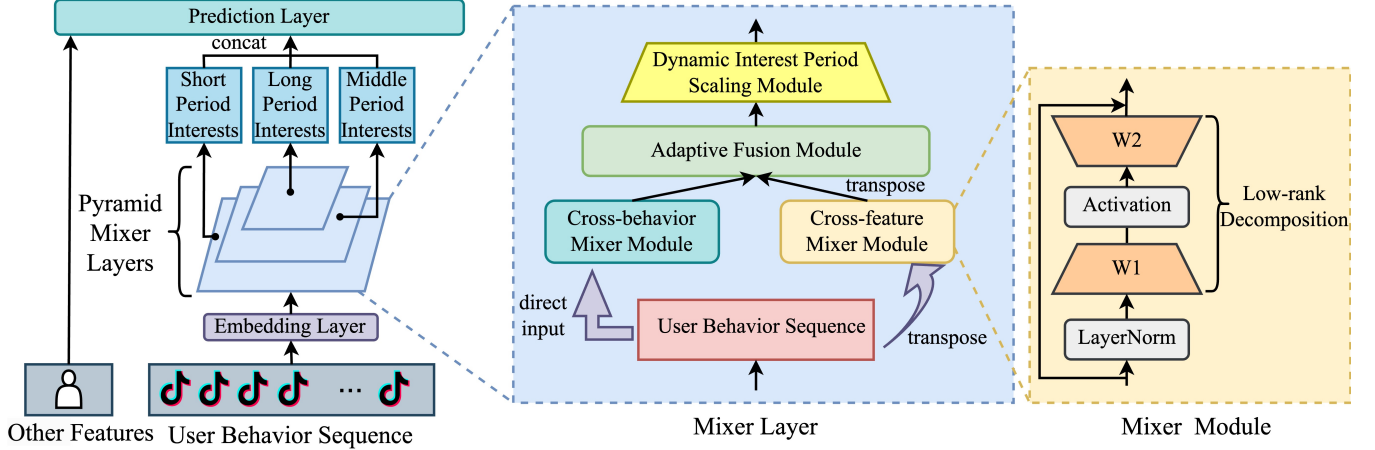 Prediction Layer
concat
Short
Period
Interests
Long
Period
Interests
Middle
Period
Interests
Pyramid
Mixer
Layers
Embedding Layer
...
Other Features
User Behavior Sequence
Dynamic Interest Period
Scaling Module
Adaptive Fusion Module
transpose
Cross-behavior
Mixer Module
Cross-feature
Mixer Module
direct
input
User Behavior Sequence
transpose
Mixer Layer
W2
Activation
Low-rank
Decomposition
W1
LayerNorm
Mixer Module